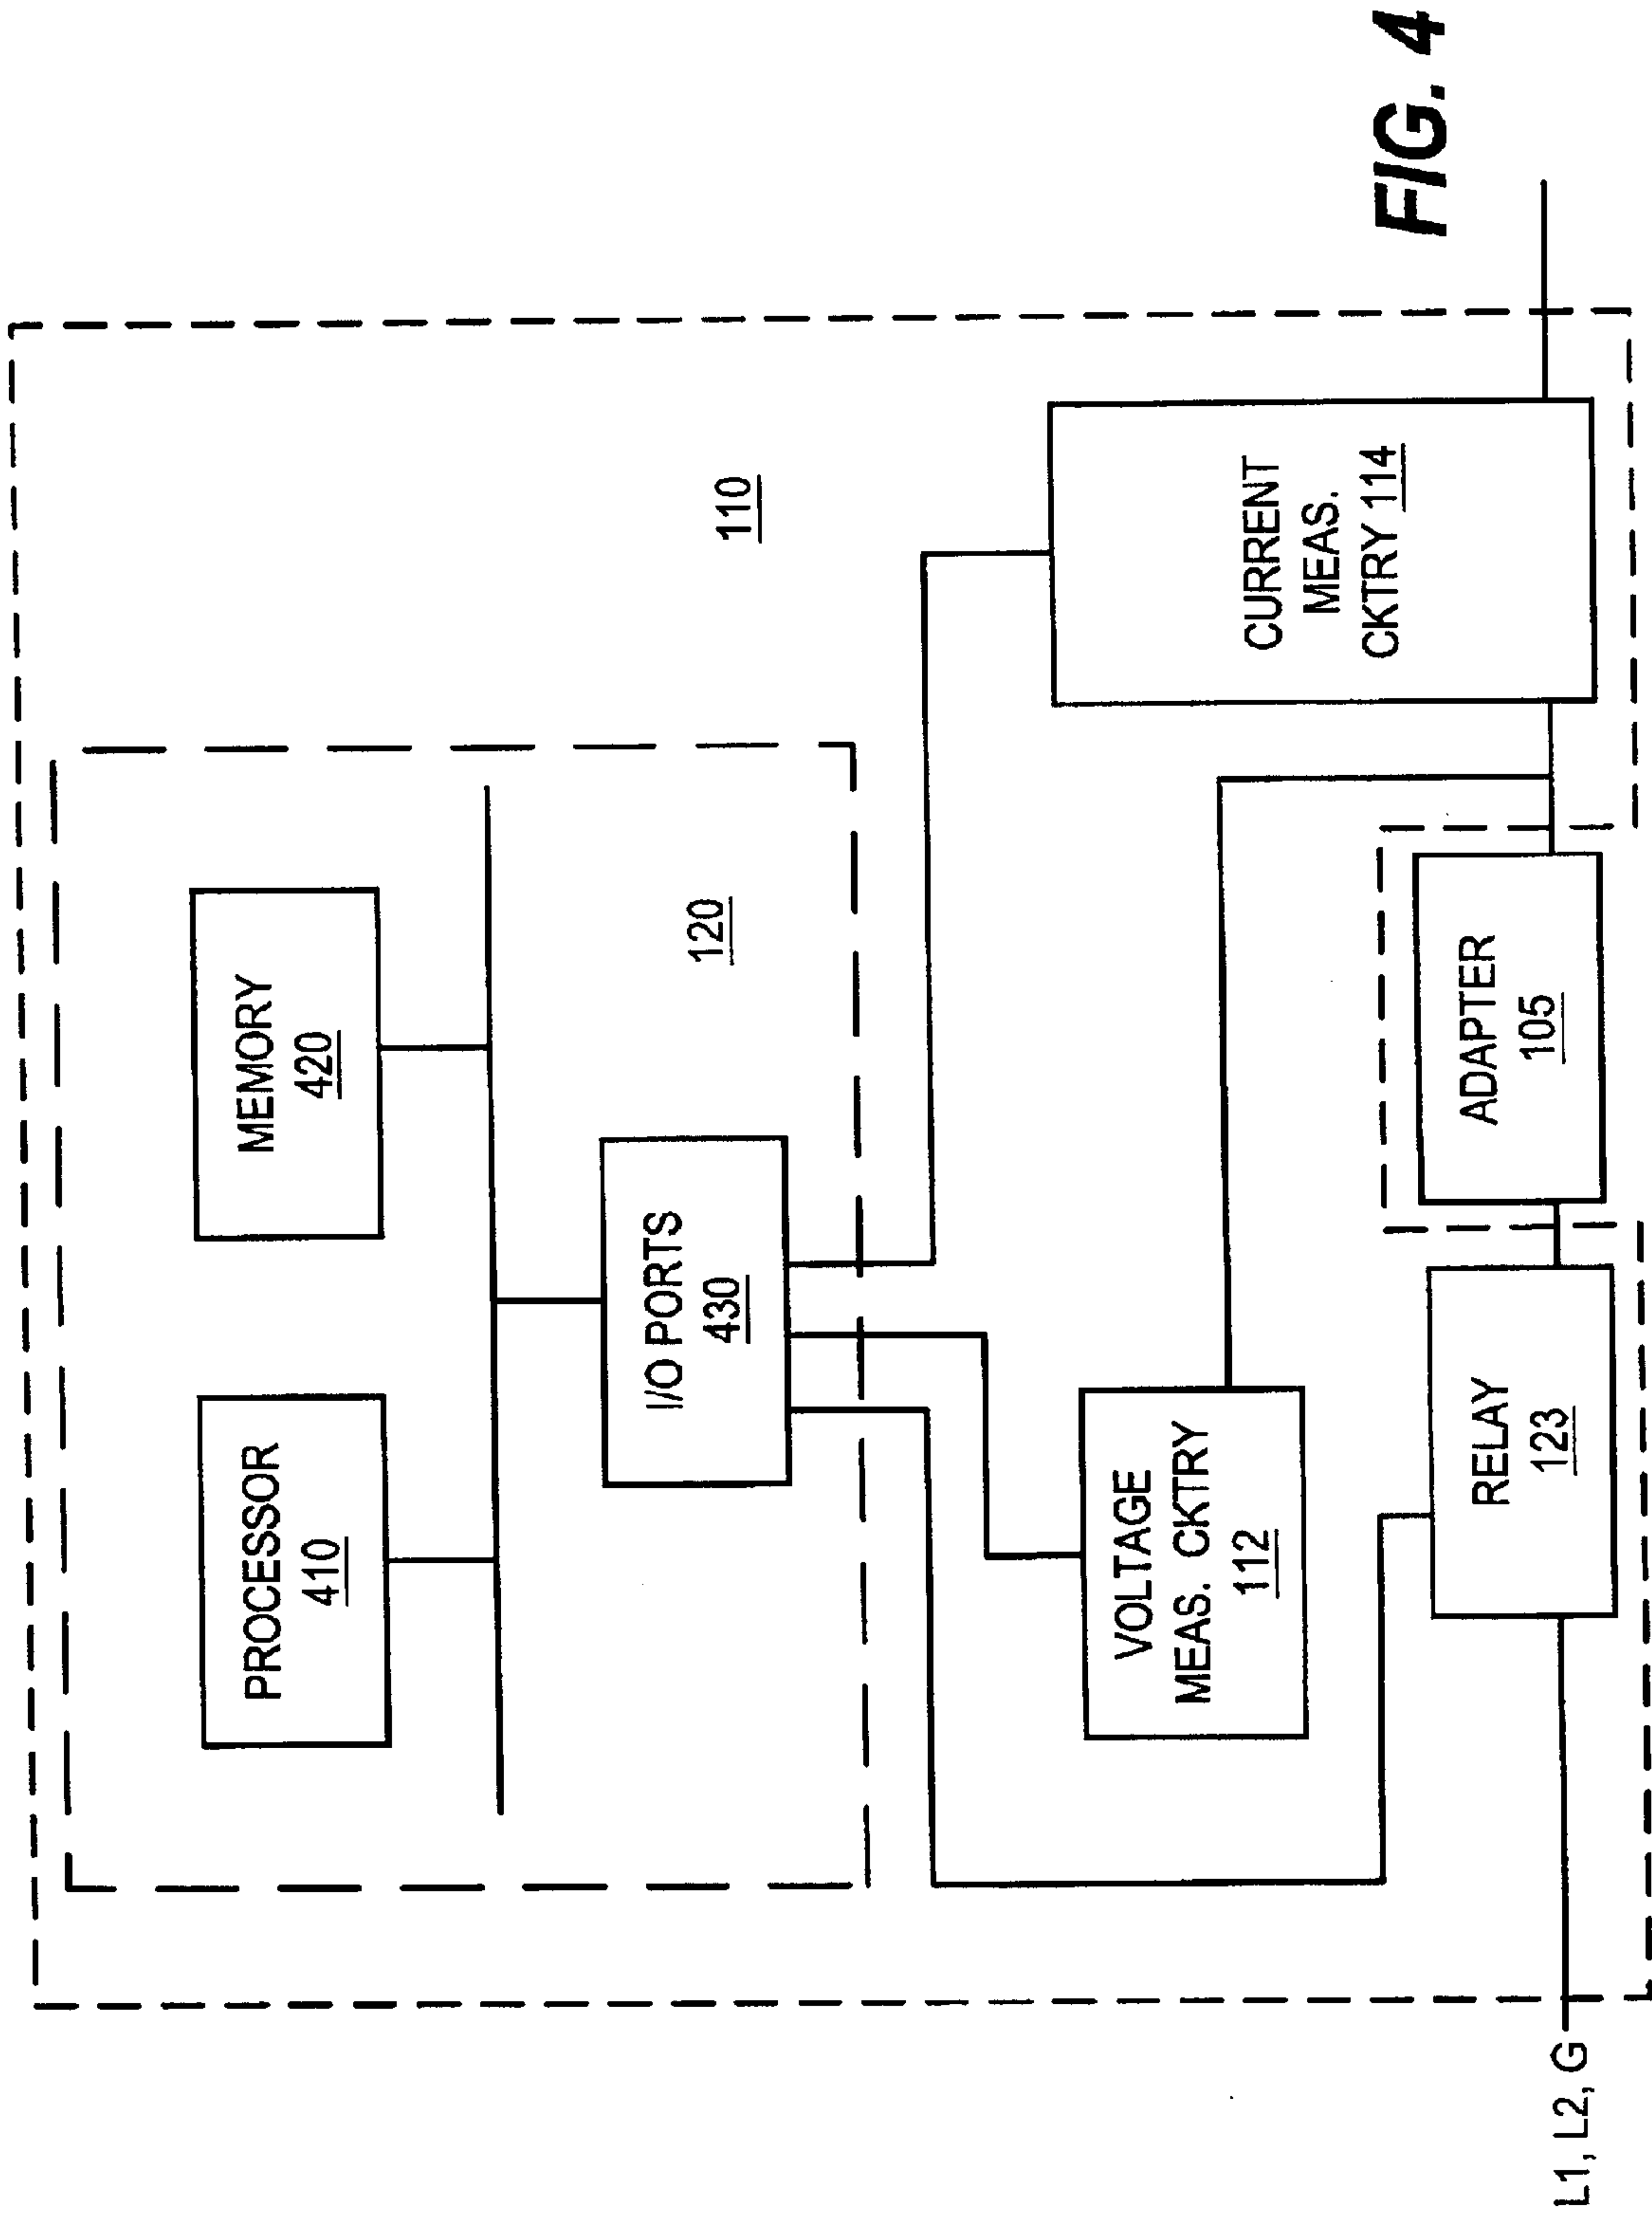 PROCESSOR
410
MEMORY
420
I/O PORTS
430
120
110
VOLTAGE
MEAS. CKTRY
112
CURRENT
MEAS.
CKTRY 114
RELAY
123
ADAPTER
105
L1, L2, G
FIG. 4